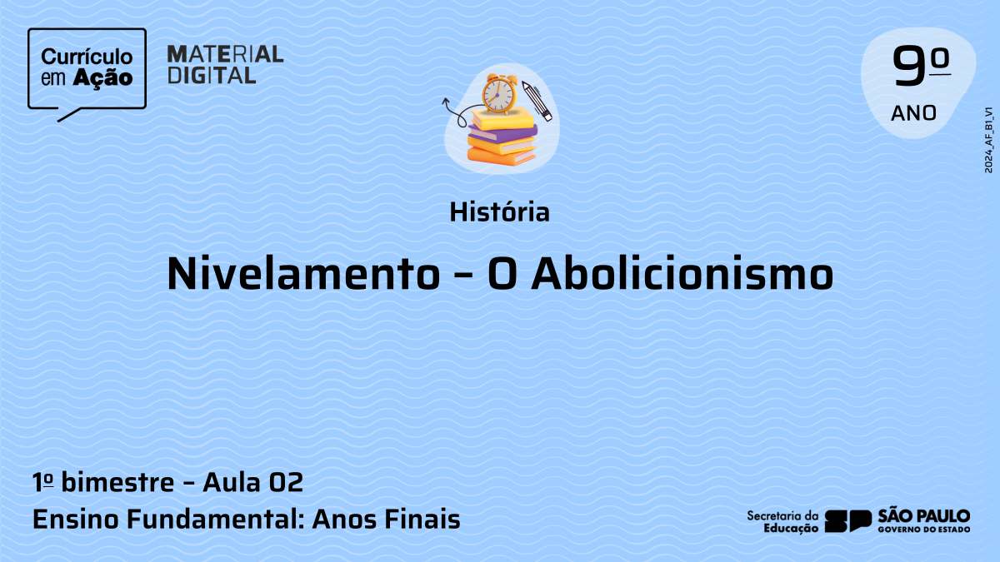 Currículo
em Ação
MATERIAL
DIGITAL
9º
ANO
2024_AF_B1_V1
História
Nivelamento – O Abolicionismo
1º bimestre – Aula 02
Ensino Fundamental: Anos Finais
Secretaria da
Educação
SP
SÃO PAULO
GOVERNO DO ESTADO